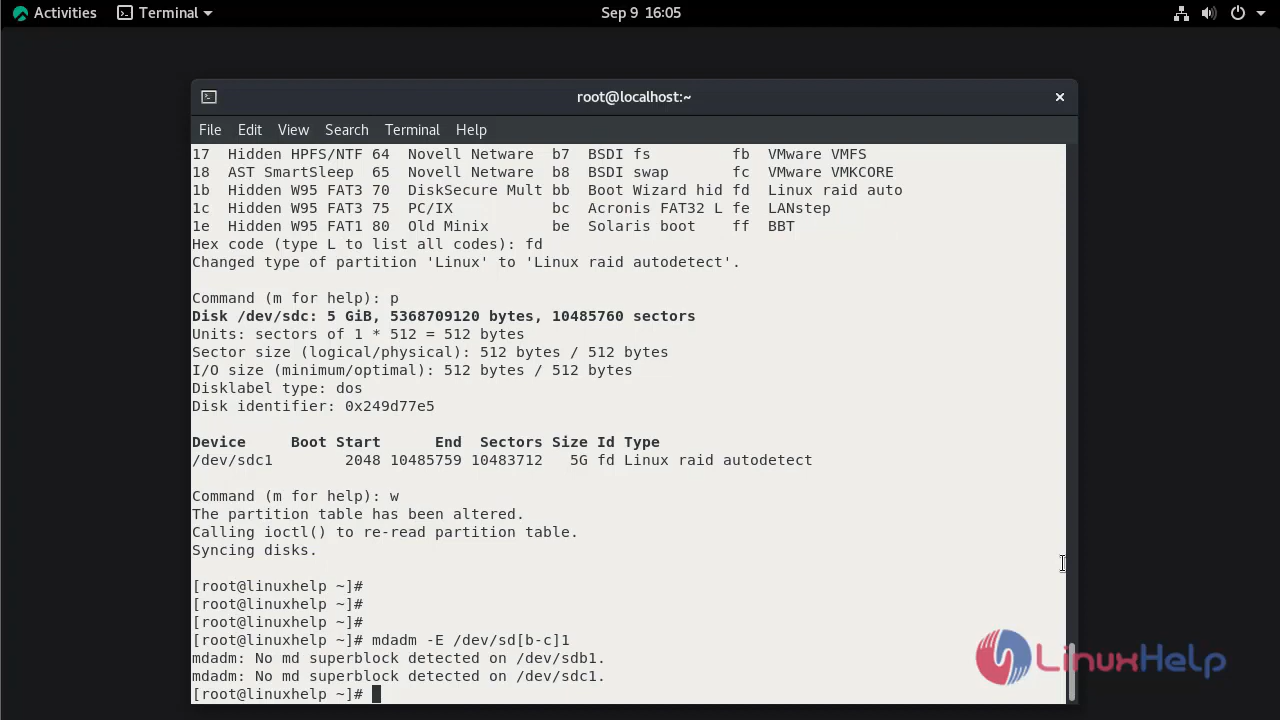 Activities Terminal Sep 9 16:05
root@localhost:~
File Edit View Search Terminal Help
17  Hidden HPFS/NTF 64  Novell Netware  b7  BSDI fs         fb  VMware VMFS
18  AST SmartSleep  65  Novell Netware  b8  BSDI swap       fc  VMware VMKCORE
1b  Hidden W95 FAT3 70  DiskSecure Mult bb  Boot Wizard hid fd  Linux raid auto
1c  Hidden W95 FAT3 75  PC/IX           bc  Acronis FAT32 L fe  LANstep
1e  Hidden W95 FAT1 80  Old Minix       be  Solaris boot    ff  BBT
Hex code (type L to list all codes): fd
Changed type of partition 'Linux' to 'Linux raid autodetect'.
Command (m for help): p
Disk /dev/sdc: 5 GiB, 5368709120 bytes, 10485760 sectors
Units: sectors of 1 * 512 = 512 bytes
Sector size (logical/physical): 512 bytes / 512 bytes
I/O size (minimum/optimal): 512 bytes / 512 bytes
Disklabel type: dos
Disk identifier: 0x249d77e5
Device     Boot Start      End  Sectors Size Id Type
/dev/sdc1        2048 10485759 10483712   5G fd Linux raid autodetect
Command (m for help): w
The partition table has been altered.
Calling ioctl() to re-read partition table.
Syncing disks.
[root@linuxhelp ~]#
[root@linuxhelp ~]#
[root@linuxhelp ~]#
[root@linuxhelp ~]# mdadm -E /dev/sd[b-c]1
mdadm: No md superblock detected on /dev/sdb1.
mdadm: No md superblock detected on /dev/sdc1.
[root@linuxhelp ~]#
LinuxHelp